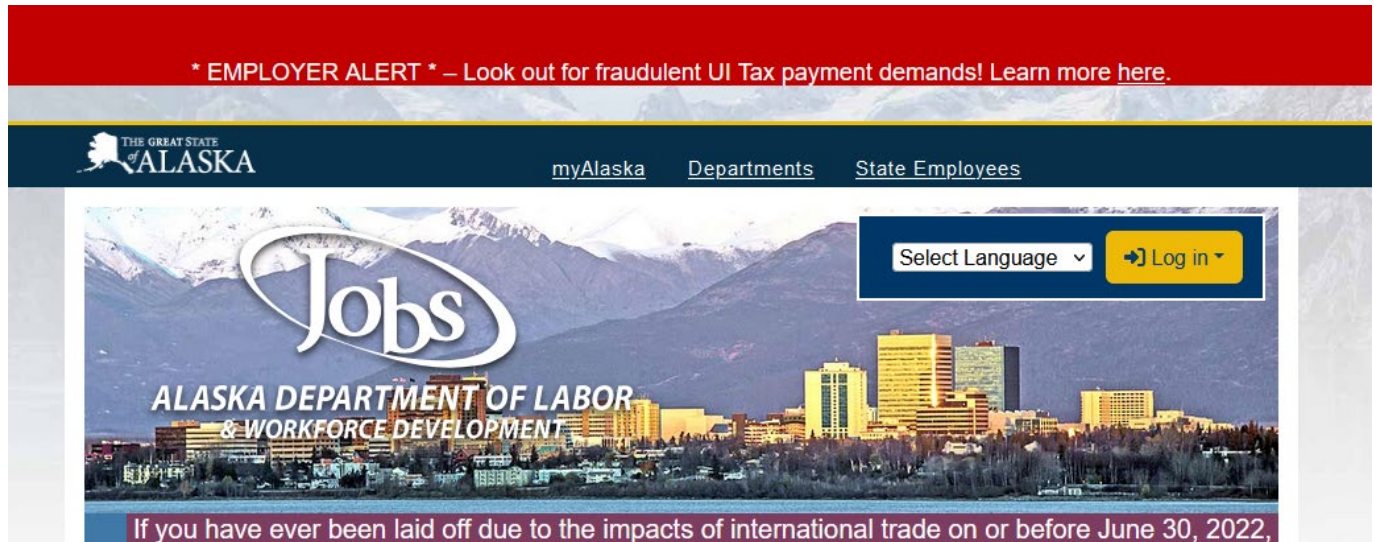 * EMPLOYER ALERT * – Look out for fraudulent UI Tax payment demands! Learn more here.
THE GREAT STATE
of ALASKA
myAlaska Departments State Employees
Select Language Log in
Jobs
ALASKA DEPARTMENT OF LABOR
& WORKFORCE DEVELOPMENT
If you have ever been laid off due to the impacts of international trade on or before June 30, 2022,